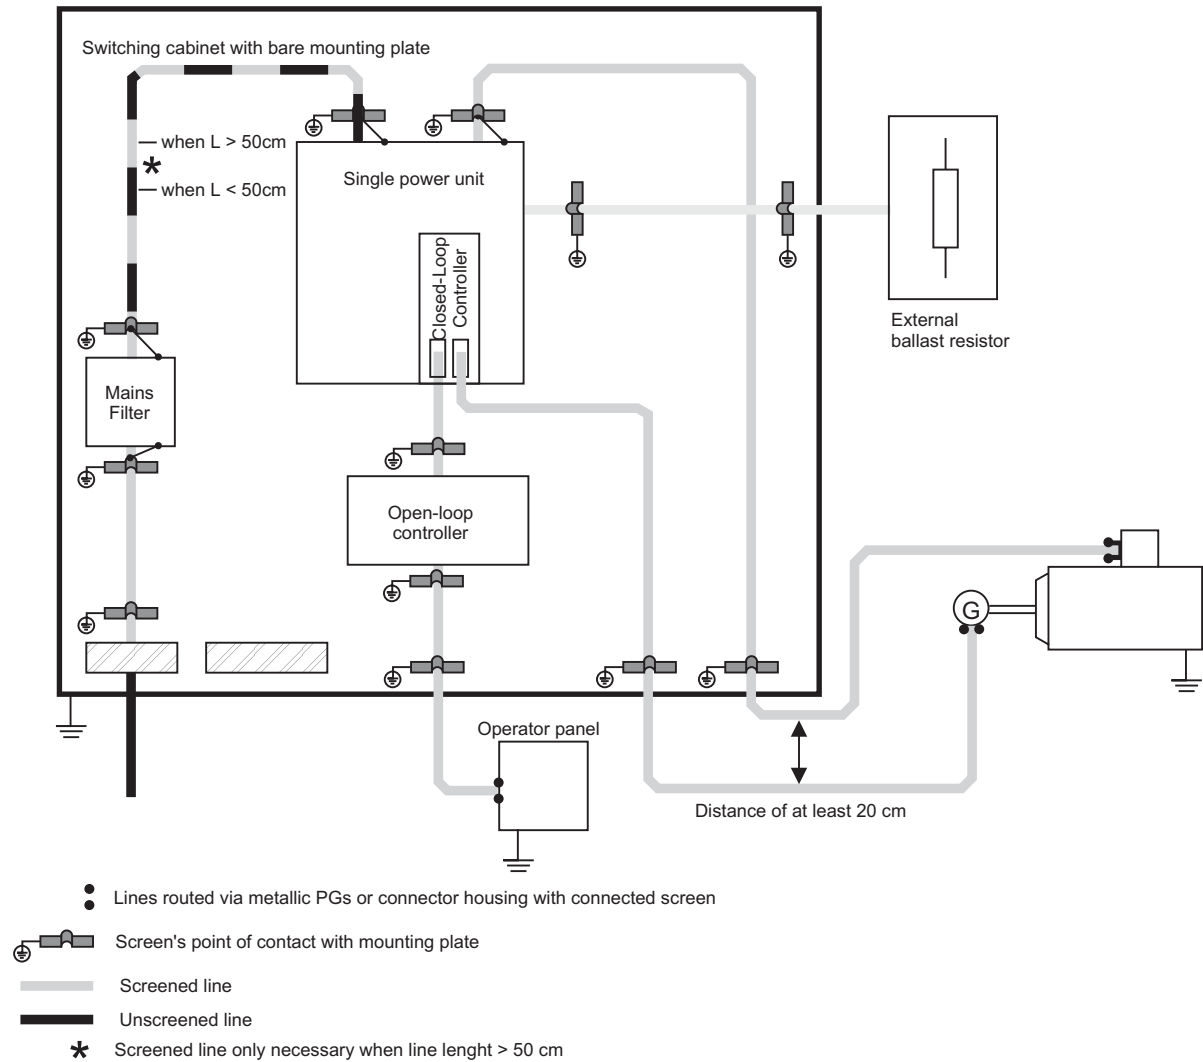 Switching cabinet with bare mounting plate
when L > 50cm
*
when L < 50cm
Single power unit
Closed-Loop
Controller
External
ballast resistor
Mains
Filter
Open-loop
controller
G
Operator panel
Distance of at least 20 cm
Lines routed via metallic PGs or connector housing with connected screen
Screen's point of contact with mounting plate
Screened line
Unscreened line
* Screened line only necessary when line lenght > 50 cm